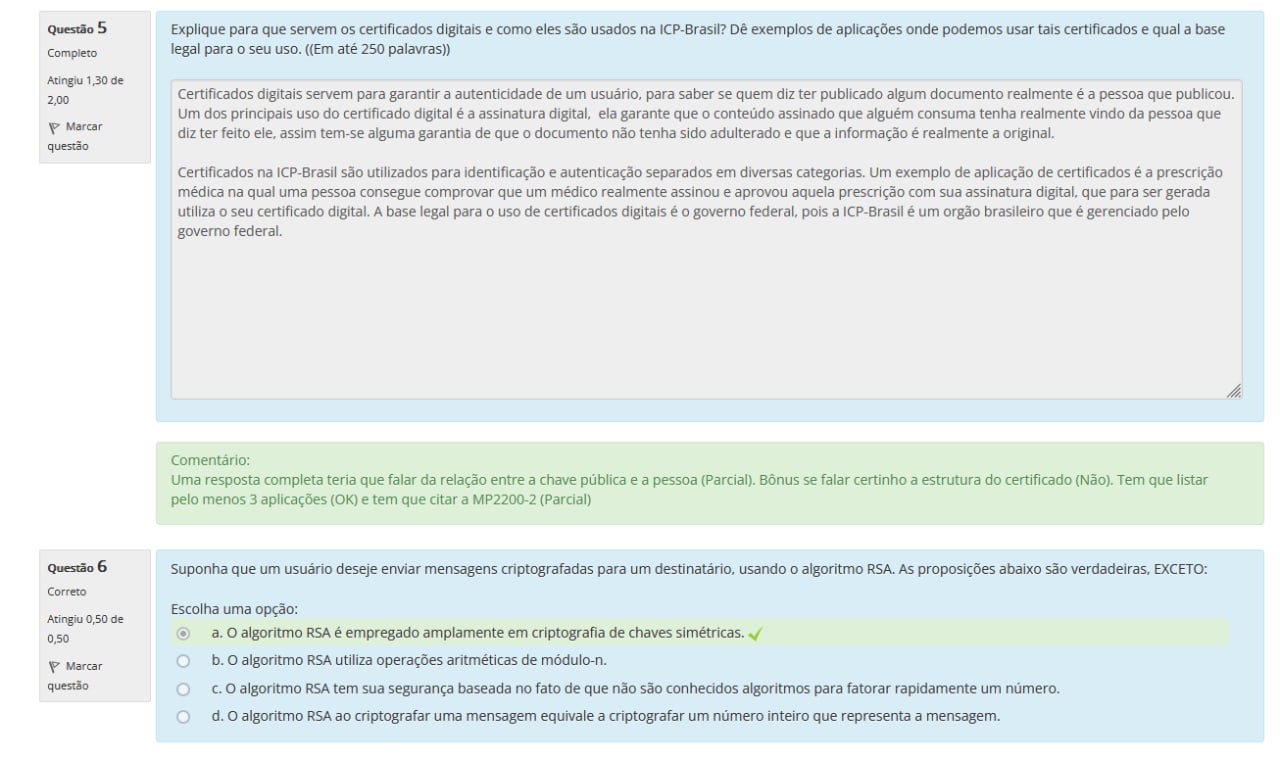 Questão 5
Completo
Atingiu 1,30 de
2,00
Marcar
questão
Explique para que servem os certificados digitais e como eles são usados na ICP-Brasil? Dê exemplos de aplicações onde podemos usar tais certificados e qual a base
legal para o seu uso. ((Em até 250 palavras))
Certificados digitais servem para garantir a autenticidade de um usuário, para saber se quem diz ter publicado algum documento realmente é a pessoa que publicou.
Um dos principais uso do certificado digital é a assinatura digital, ela garante que o conteúdo assinado que alguém consuma tenha realmente vindo da pessoa que
diz ter feito ele, assim tem-se alguma garantia de que o documento não tenha sido adulterado e que a informação é realmente a original.
Certificados na ICP-Brasil são utilizados para identificação e autenticação separados em diversas categorias. Um exemplo de aplicação de certificados é a prescrição
médica na qual uma pessoa consegue comprovar que um médico realmente assinou e aprovou aquela prescrição com sua assinatura digital, que para ser gerada
utiliza o seu certificado digital. A base legal para o uso de certificados digitais é o governo federal, pois a ICP-Brasil é um orgão brasileiro que é gerenciado pelo
governo federal.
Comentário:
Uma resposta completa teria que falar da relação entre a chave pública e a pessoa (Parcial). Bônus se falar certinho a estrutura do certificado (Não). Tem que listar
pelo menos 3 aplicações (OK) e tem que citar a MP2200-2 (Parcial)
Questão 6
Correto
Atingiu 0,50 de
0,50
Marcar
questão
Suponha que um usuário deseje enviar mensagens criptografadas para um destinatário, usando o algoritmo RSA. As proposições abaixo são verdadeiras, EXCETO:
Escolha uma opção:
a. O algoritmo RSA é empregado amplamente em criptografia de chaves simétricas.
b. O algoritmo RSA utiliza operações aritméticas de módulo-n.
c. O algoritmo RSA tem sua segurança baseada no fato de que não são conhecidos algoritmos para fatorar rapidamente um número.
d. O algoritmo RSA ao criptografar uma mensagem equivale a criptografar um número inteiro que representa a mensagem.